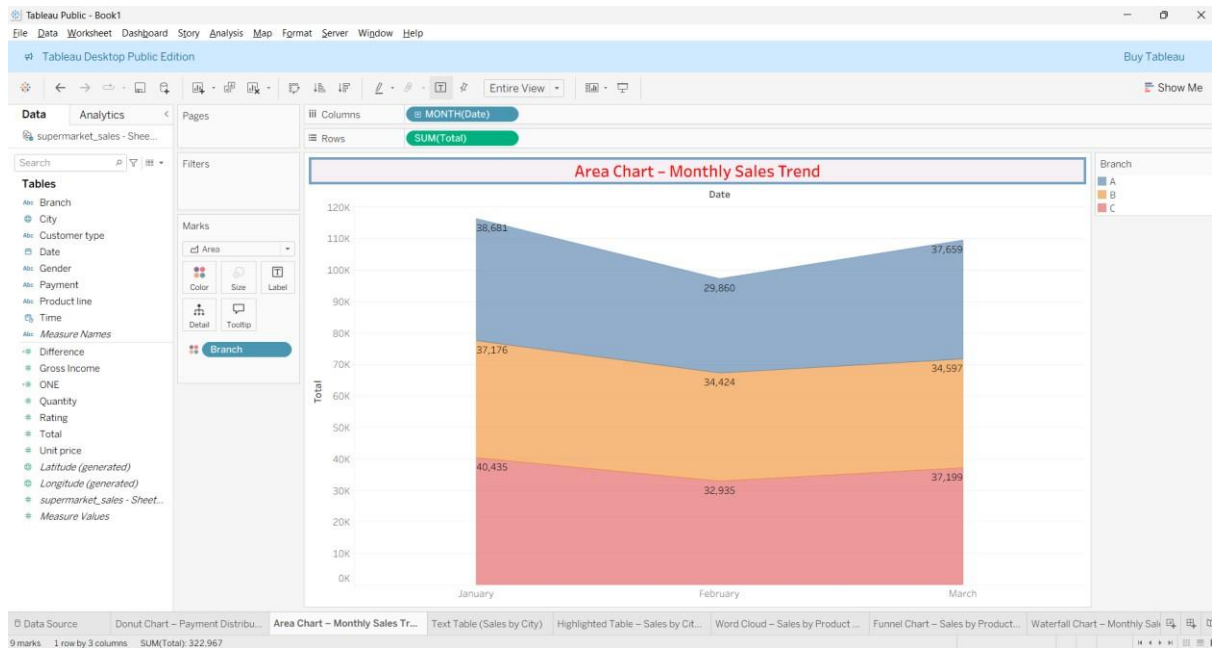 Tableau Public - Book1
File Data Worksheet Dashboard Story Analysis Map Format Server Window Help
Tableau Desktop Public Edition
Buy Tableau
Entire View
Show Me
Data
Analytics
supermarket_sales - Shee...
Search
Tables
Abc Branch
City
Abc Customer type
Date
Abc Gender
Abc Payment
Abc Product line
Time
Abc Measure Names
Difference
Gross Income
ONE
Quantity
Rating
Total
Unit price
Latitude (generated)
Longitude (generated)
supermarket_sales - Sheet...
Measure Values
Pages
Filters
Marks
Area
Color
Size
Label
Detail
Tooltip
Branch
Columns
MONTH(Date)
Rows
SUM(Total)
Area Chart – Monthly Sales Trend
Date
Total
120K
110K
100K
90K
80K
70K
60K
50K
40K
30K
20K
10K
0K
38,681
29,860
37,659
37,176
34,424
34,597
40,435
32,935
37,199
January
February
March
Branch
A
B
C
Data Source
Donut Chart – Payment Distribu...
Area Chart – Monthly Sales Tr...
Text Table (Sales by City)
Highlighted Table – Sales by Cit...
Word Cloud – Sales by Product ...
Funnel Chart – Sales by Product...
Waterfall Chart – Monthly Sal
9 marks 1 row by 3 columns SUM(Total): 322,967